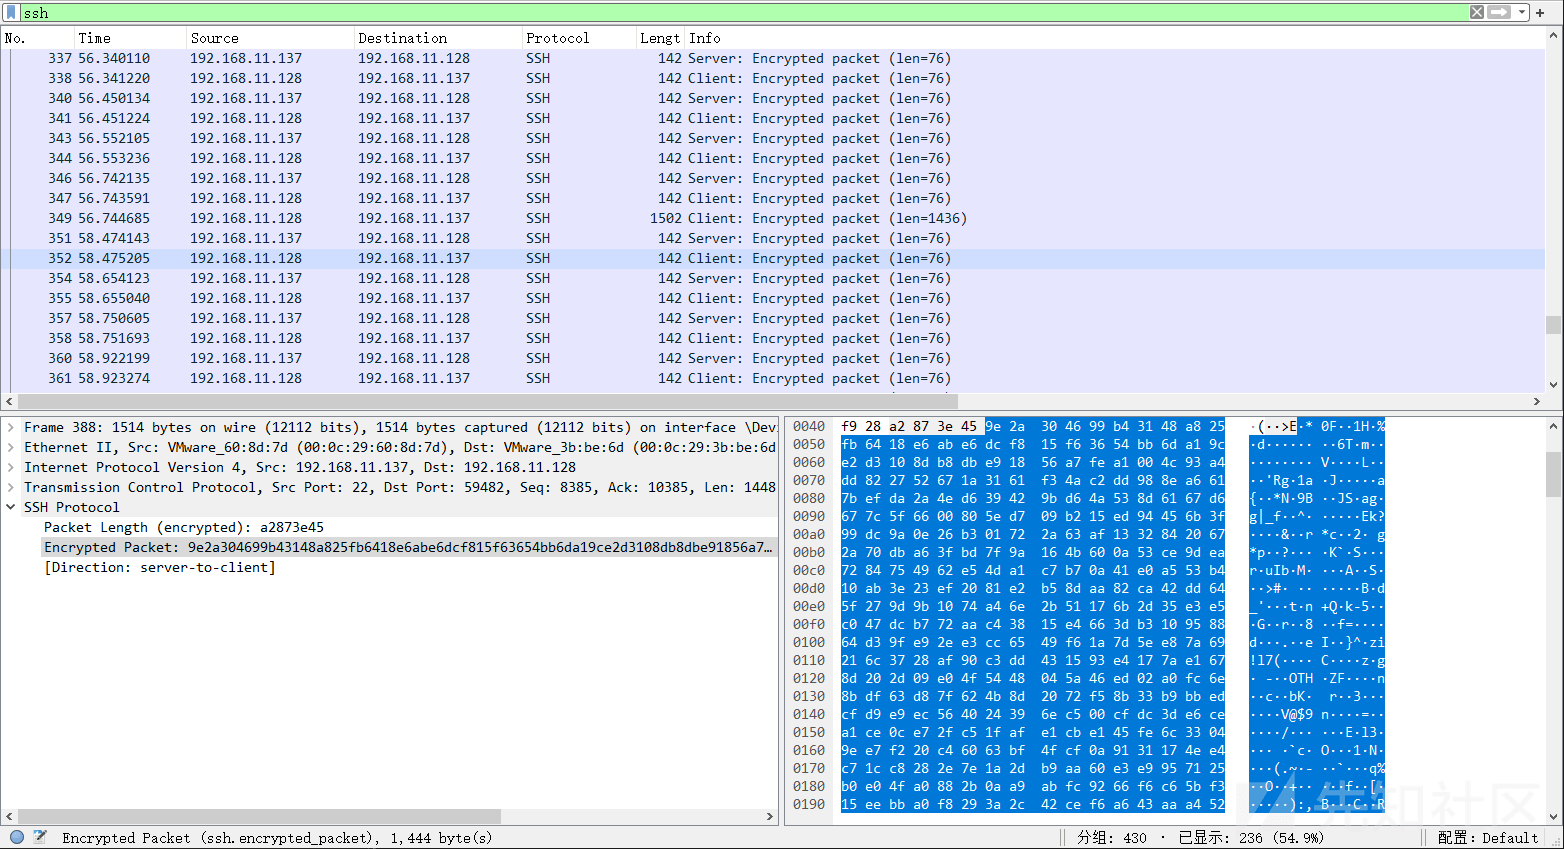 ssh
No. Time Source Destination Protocol Lengt Info
337 56.340110 192.168.11.137 192.168.11.128 SSH 142 Server: Encrypted packet (len=76)
338 56.341220 192.168.11.128 192.168.11.137 SSH 142 Client: Encrypted packet (len=76)
340 56.450134 192.168.11.137 192.168.11.128 SSH 142 Server: Encrypted packet (len=76)
341 56.451224 192.168.11.128 192.168.11.137 SSH 142 Client: Encrypted packet (len=76)
343 56.552105 192.168.11.137 192.168.11.128 SSH 142 Server: Encrypted packet (len=76)
344 56.553236 192.168.11.128 192.168.11.137 SSH 142 Client: Encrypted packet (len=76)
346 56.742135 192.168.11.137 192.168.11.128 SSH 142 Server: Encrypted packet (len=76)
347 56.743591 192.168.11.128 192.168.11.137 SSH 142 Client: Encrypted packet (len=76)
349 56.744685 192.168.11.128 192.168.11.137 SSH 1502 Client: Encrypted packet (len=1436)
351 58.474143 192.168.11.137 192.168.11.128 SSH 142 Server: Encrypted packet (len=76)
352 58.475205 192.168.11.128 192.168.11.137 SSH 142 Client: Encrypted packet (len=76)
354 58.654123 192.168.11.137 192.168.11.128 SSH 142 Server: Encrypted packet (len=76)
355 58.655040 192.168.11.128 192.168.11.137 SSH 142 Client: Encrypted packet (len=76)
357 58.750605 192.168.11.137 192.168.11.128 SSH 142 Server: Encrypted packet (len=76)
358 58.751693 192.168.11.128 192.168.11.137 SSH 142 Client: Encrypted packet (len=76)
360 58.922199 192.168.11.137 192.168.11.128 SSH 142 Server: Encrypted packet (len=76)
361 58.923274 192.168.11.128 192.168.11.137 SSH 142 Client: Encrypted packet (len=76)
Frame 388: 1514 bytes on wire (12112 bits), 1514 bytes captured (12112 bits) on interface \Dev
Ethernet II, Src: VMware_60:8d:7d (00:0c:29:60:8d:7d), Dst: VMware_3b:be:6d (00:0c:29:3b:be:6d
Internet Protocol Version 4, Src: 192.168.11.137, Dst: 192.168.11.128
Transmission Control Protocol, Src Port: 22, Dst Port: 59482, Seq: 8385, Ack: 10385, Len: 1448
SSH Protocol
Packet Length (encrypted): a2873e45
Encrypted Packet: 9e2a304699b43148a825fb6418e6abe6dcf815f63654bb6da19ce2d3108db8dbe91856a7…
[Direction: server-to-client]
0040 f9 28 a2 87 3e 45 9e 2a 30 46 99 b4 31 48 a8 25 ·(··>E·*0F··1H·%
0050 fb 64 18 e6 ab e6 dc f8 15 f6 36 54 bb 6d a1 9c ·d······ ··6T·m··
0060 e2 d3 10 8d b8 db e9 18 56 a7 fe a1 00 4c 93 a4 ········ V····L··
0070 dd 82 27 52 67 1a 31 61 f3 4a c2 dd 98 8e a6 61 ··'Rg·1a ·J·····a
0080 7b ef da 2a 4e d6 39 42 9b d6 4a 53 8d 61 67 d6 {··*N·9B ··JS·ag·
0090 67 7c 5f 66 00 80 5e d7 09 b2 15 ed 94 45 6b 3f g|_f··^· ·····Ek?
00a0 99 dc 9a 0e 26 b3 01 72 2a 63 af 13 32 84 20 67 ····&··r *c··2· g
00b0 2a 70 db a6 3f bd 7f 9a 16 4b 60 0a 53 ce 9d ea *p··?··· ·K`·S···
00c0 72 84 75 49 62 e5 4d a1 c7 b7 0a 41 e0 a5 53 b4 r·uIb·M· ···A··S·
00d0 10 ab 3e 23 ef 20 81 e2 b5 8d aa 82 ca 42 dd 64 ··>#· ·· ·····B·d
00e0 5f 27 9d 9b 10 74 a4 6e 2b 51 17 6b 2d 35 e3 e5 _'···t·n +Q·k-5··
00f0 c0 47 dc b7 72 aa c4 38 15 e4 66 3d b3 10 95 88 ·G··r··8 ··f=····
0100 64 d3 9f e9 2e e3 cc 65 49 f6 1a 7d 5e e8 7a 69 d···.··e I··}^·zi
0110 21 6c 37 28 af 90 c3 dd 43 15 93 e4 17 7a e1 67 !l7(···· C····z·g
0120 8d 20 2d 09 e0 4f 54 48 04 5a 46 ed 02 a0 fc 6e · -··OTH ·ZF····n
0130 8b df 63 d8 7f 62 4b 8d 20 72 f5 8b 33 b9 bb ed ··c··bK· r··3···
0140 cf d9 e9 ec 56 40 24 39 6e c5 00 cf dc 3d e6 ce ····V@$9 n····=··
0150 a1 ce 0c e7 2f c5 1f af e1 cb e1 45 fe 6c 33 04 ····/··· ···E·l3·
0160 9e e7 f2 20 c4 60 63 bf 4f cf 0a 91 31 17 4e e4 ··· ·`c· O···1·N·
0170 c7 1c c8 28 2e 7e 1a 2d b9 aa 60 e3 e9 95 71 25 ···(.~·- ··`···q%
0180 b0 e4 4f a0 88 2b 0a a9 ab fc 92 66 f6 c6 5b f3 ··O··+·· ···f··[·
0190 15 ee bb a0 f8 29 3a 2c 42 ce f6 a6 43 aa a4 52 ·····):, B···C··R
先知社区
Encrypted Packet (ssh.encrypted_packet), 1,444 byte(s) 分组: 430 · 已显示: 236 (54.9%) 配置: Default